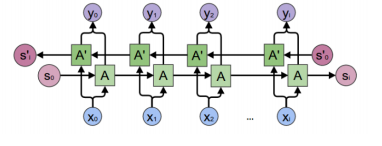 y₀ y₁ y₂ yᵢ
s'ᵢ A' A' A' A' s'₀
s₀ A A A A sᵢ
x₀ x₁ x₂ ... xᵢ